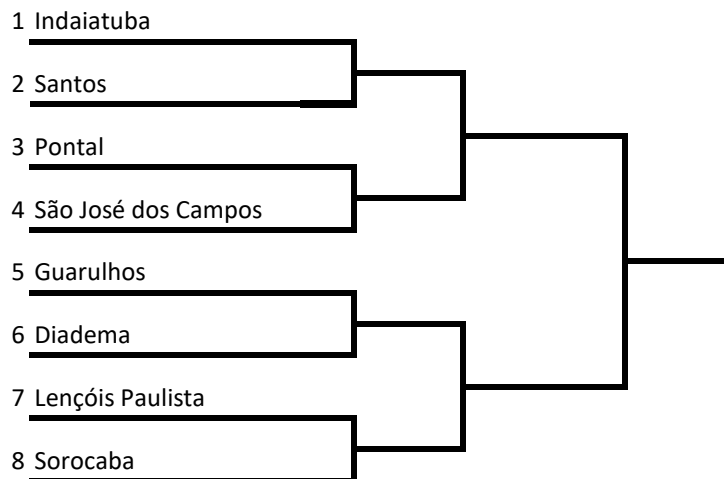 1 Indaiatuba
2 Santos
3 Pontal
4 São José dos Campos
5 Guarulhos
6 Diadema
7 Lençóis Paulista
8 Sorocaba